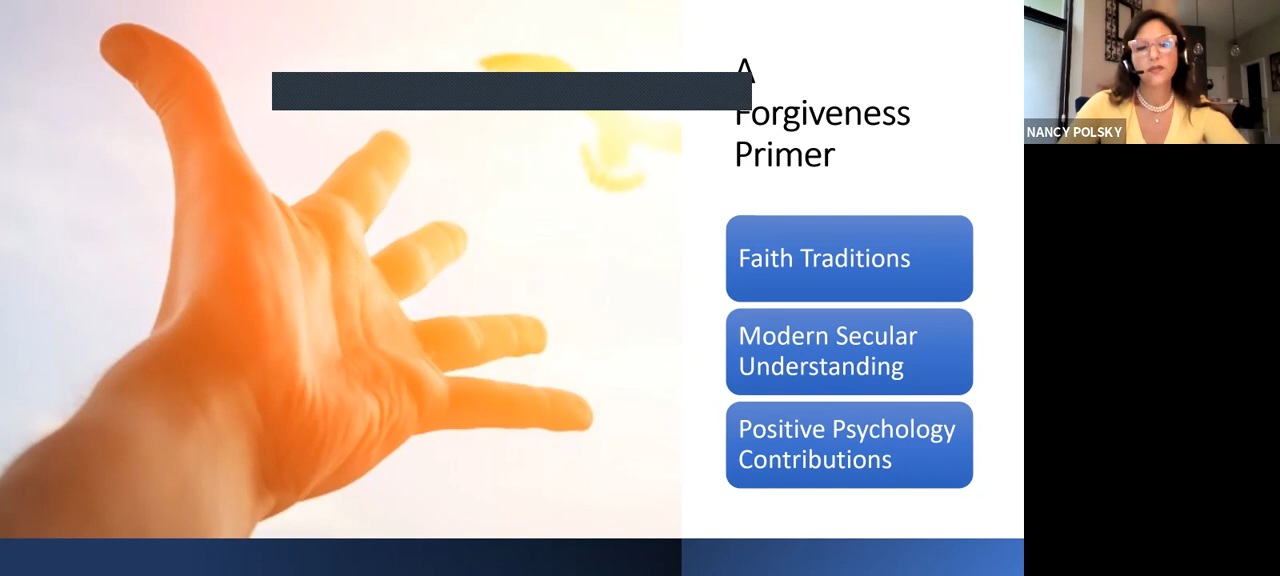 A
Forgiveness
Primer
Faith Traditions
Modern Secular
Understanding
Positive Psychology
Contributions
NANCY POLSKY